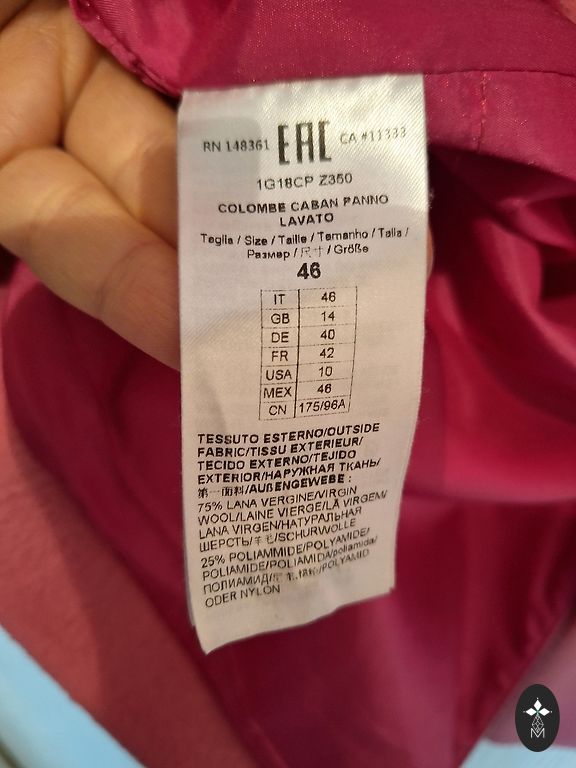 RN 148361 EAC CA #11333
1G18CP Z350
COLOMBE CABAN PANNO
LAVATO
Taglia / Size / Taille / Tamanho / Talla /
Размер / 尺寸 / Größe
46
IT 46
GB 14
DE 40
FR 42
USA 10
MEX 46
CN 175/96A
TESSUTO ESTERNO/OUTSIDE
FABRIC/TISSU EXTERIEUR/
TECIDO EXTERNO/TEJIDO
EXTERIOR/НАРУЖНАЯ ТКАНЬ/
第一面料/AUßENGEWEBE :
75% LANA VERGINE/VIRGIN
WOOL/LAINE VIERGE/LÃ VIRGEM/
LANA VIRGEN/НАТУРАЛЬНАЯ
ШЕРСТЬ/羊毛/SCHURWOLLE
25% POLIAMMIDE/POLYAMIDE/
POLIAMIDE/POLIAMIDA/poliamida/
ПОЛИАМИД/POLYAMID
ODER NYLON